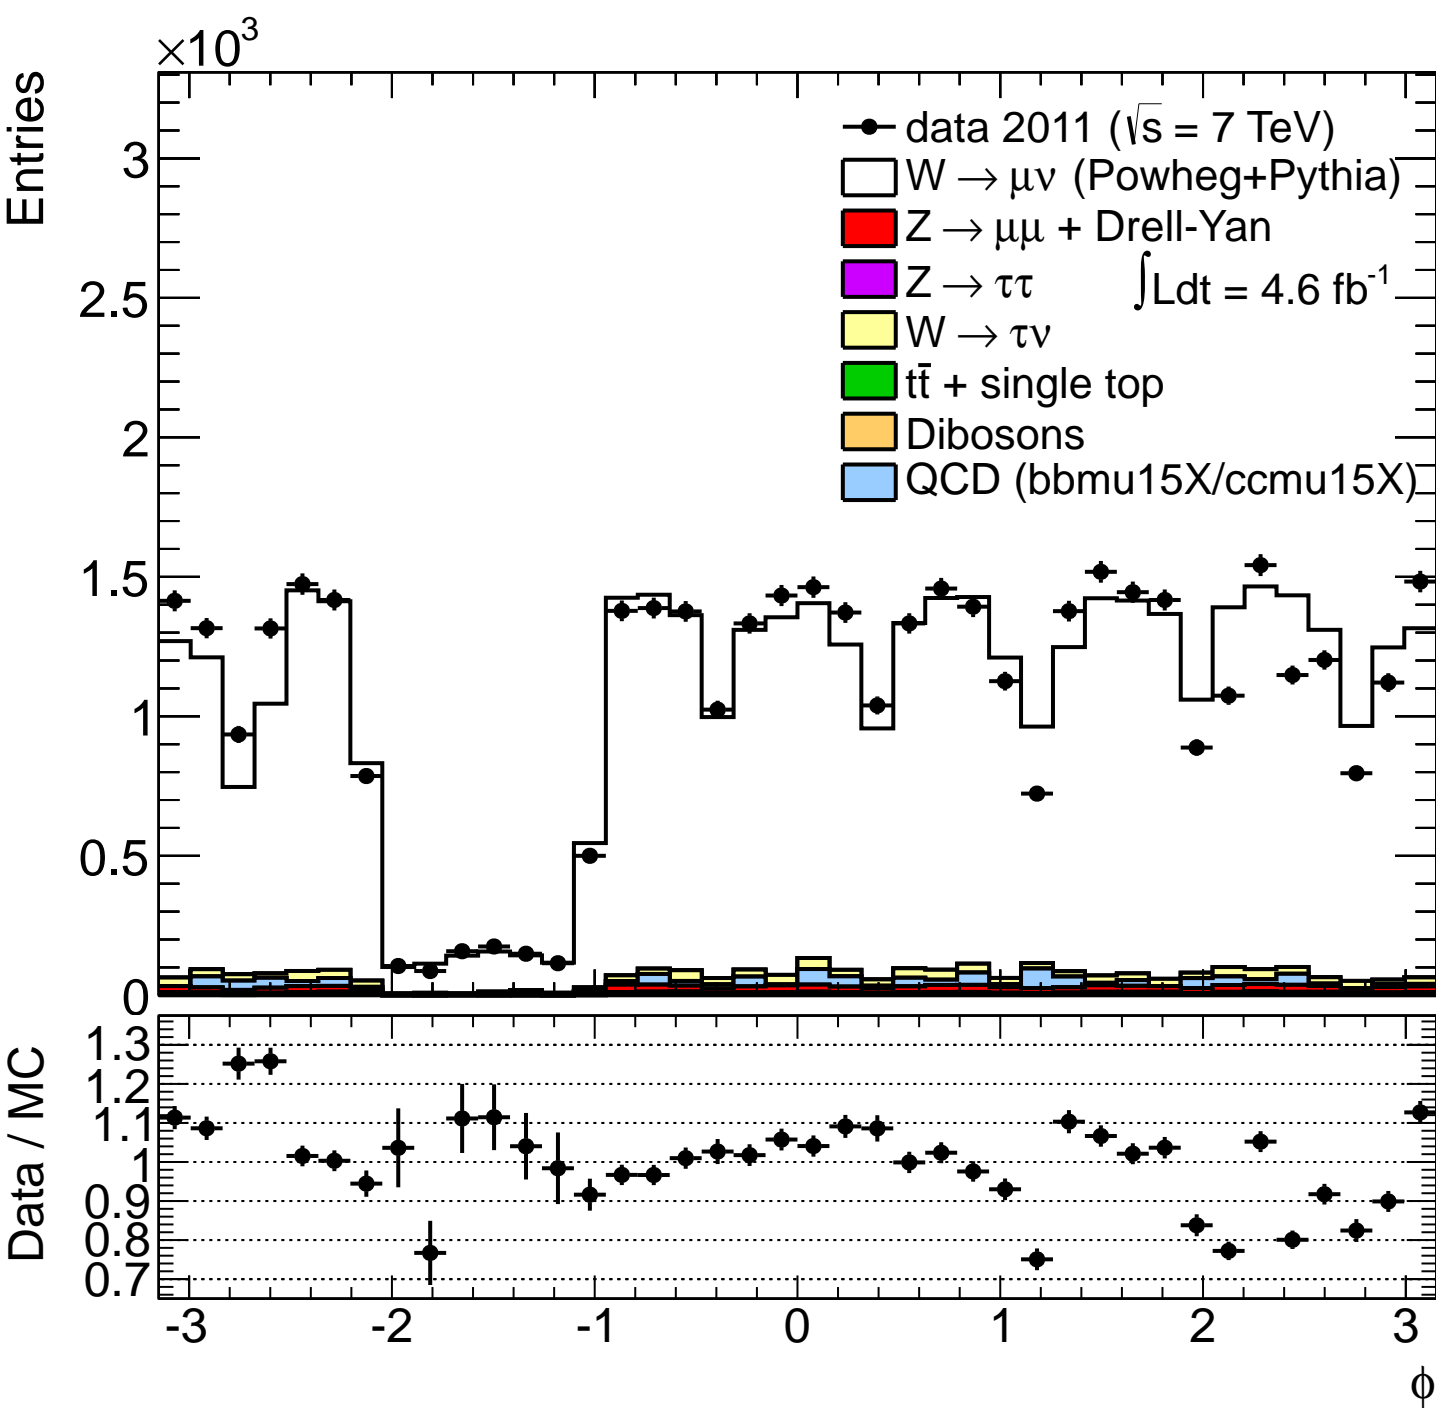 ×10³
Entries
3
2.5
2
1.5
1
0.5
0
data 2011 (√s = 7 TeV)
W → μν (Powheg+Pythia)
Z → μμ + Drell-Yan
Z → ττ
∫Ldt = 4.6 fb⁻¹
W → τν
tt̄ + single top
Dibosons
QCD (bbmu15X/ccmu15X)
Data / MC
1.3
1.2
1.1
1
0.9
0.8
0.7
-3 -2 -1 0 1 2 3
ϕ